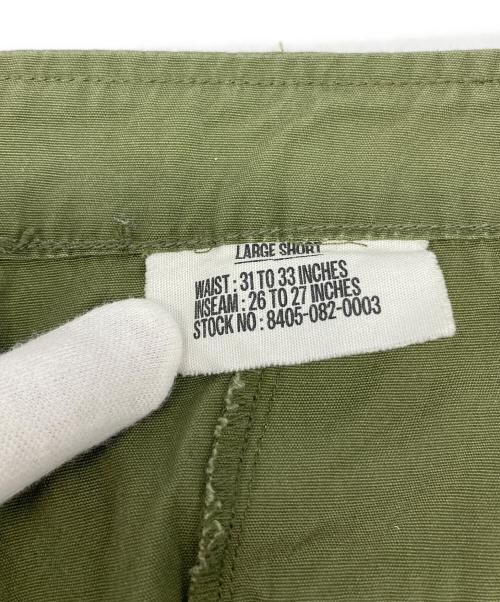 LARGE SHORT
WAIST : 31 TO 33 INCHES
INSEAM : 26 TO 27 INCHES
STOCK NO : 8405-082-0003